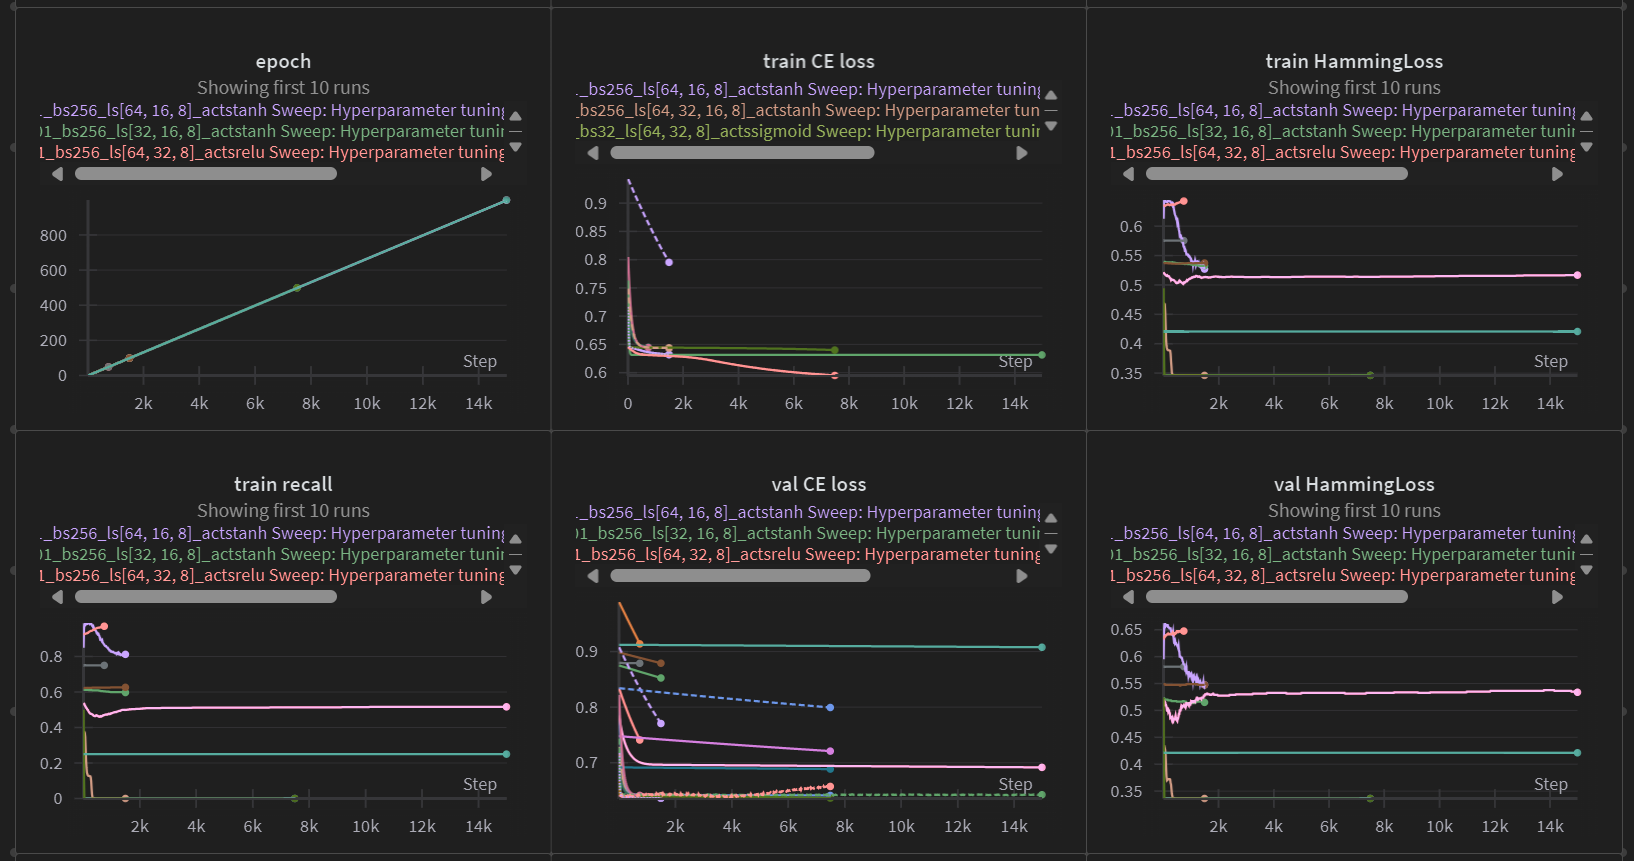 epoch
Showing first 10 runs
._bs256_ls[64, 16, 8]_actstanh Sweep: Hyperparameter tuning
)1_bs256_ls[32, 16, 8]_actstanh Sweep: Hyperparameter tunin
1_bs256_ls[64, 32, 8]_actsrelu Sweep: Hyperparameter tuning
800
600
400
200
0
Step
2k 4k 6k 8k 10k 12k 14k
train CE loss
._bs256_ls[64, 16, 8]_actstanh Sweep: Hyperparameter tuning
_bs256_ls[64, 32, 16, 8]_actstanh Sweep: Hyperparameter tun
_bs32_ls[64, 32, 8]_actssigmoid Sweep: Hyperparameter tunir
0.9
0.85
0.8
0.75
0.7
0.65
0.6
Step
0 2k 4k 6k 8k 10k 12k 14k
train HammingLoss
Showing first 10 runs
._bs256_ls[64, 16, 8]_actstanh Sweep: Hyperparameter tuning
)1_bs256_ls[32, 16, 8]_actstanh Sweep: Hyperparameter tunin
1_bs256_ls[64, 32, 8]_actsrelu Sweep: Hyperparameter tuning
0.6
0.55
0.5
0.45
0.4
0.35
Step
2k 4k 6k 8k 10k 12k 14k
train recall
Showing first 10 runs
._bs256_ls[64, 16, 8]_actstanh Sweep: Hyperparameter tuning
)1_bs256_ls[32, 16, 8]_actstanh Sweep: Hyperparameter tunin
1_bs256_ls[64, 32, 8]_actsrelu Sweep: Hyperparameter tuning
0.8
0.6
0.4
0.2
0
Step
2k 4k 6k 8k 10k 12k 14k
val CE loss
._bs256_ls[64, 16, 8]_actstanh Sweep: Hyperparameter tuning
)1_bs256_ls[32, 16, 8]_actstanh Sweep: Hyperparameter tunin
1_bs256_ls[64, 32, 8]_actsrelu Sweep: Hyperparameter tuning
0.9
0.8
0.7
Step
2k 4k 6k 8k 10k 12k 14k
val HammingLoss
Showing first 10 runs
._bs256_ls[64, 16, 8]_actstanh Sweep: Hyperparameter tuning
)1_bs256_ls[32, 16, 8]_actstanh Sweep: Hyperparameter tunin
1_bs256_ls[64, 32, 8]_actsrelu Sweep: Hyperparameter tuning
0.65
0.6
0.55
0.5
0.45
0.4
0.35
Step
2k 4k 6k 8k 10k 12k 14k